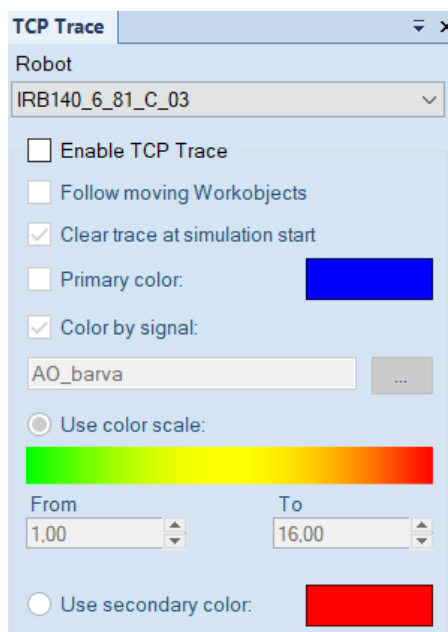 TCP Trace
Robot
IRB140_6_81_C_03
Enable TCP Trace
Follow moving Workobjects
Clear trace at simulation start
Primary color:
Color by signal:
AO_barva ...
Use color scale:
From To
1,00 16,00
Use secondary color: